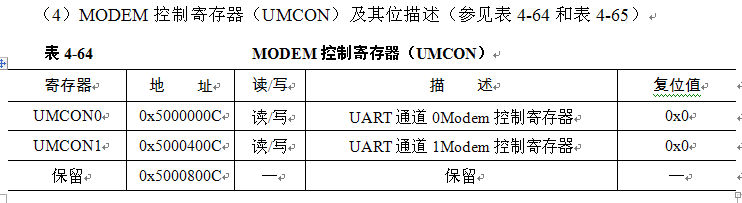 （4）MODEM 控制寄存器（UMCON）及其位描述（参见表 4-64 和表 4-65）
表 4-64 MODEM 控制寄存器（UMCON）
寄存器 地 址 读/写 描 述 复位值
UMCON0 0x5000000C 读/写 UART 通道 0Modem 控制寄存器 0x0
UMCON1 0x5000400C 读/写 UART 通道 1Modem 控制寄存器 0x0
保留 0x5000800C — 保留 —